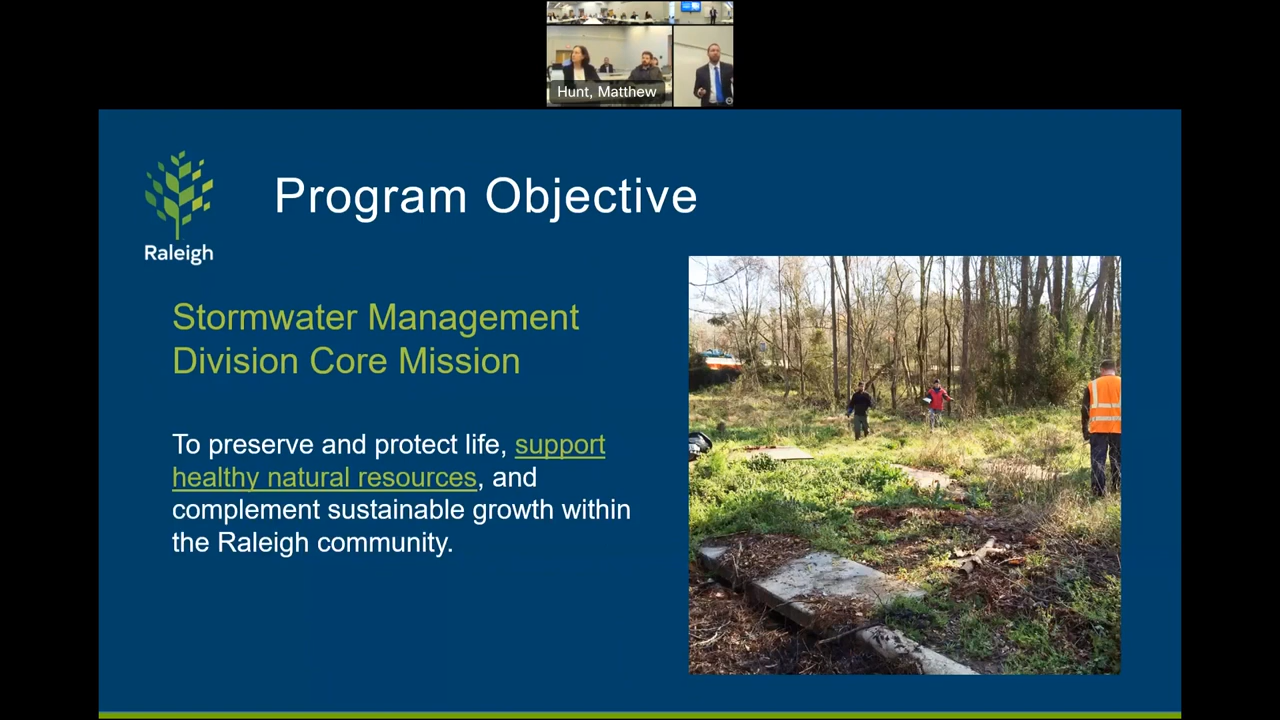 Hunt, Matthew
Program Objective
Raleigh
Stormwater Management
Division Core Mission
To preserve and protect life, support
healthy natural resources, and
complement sustainable growth within
the Raleigh community.